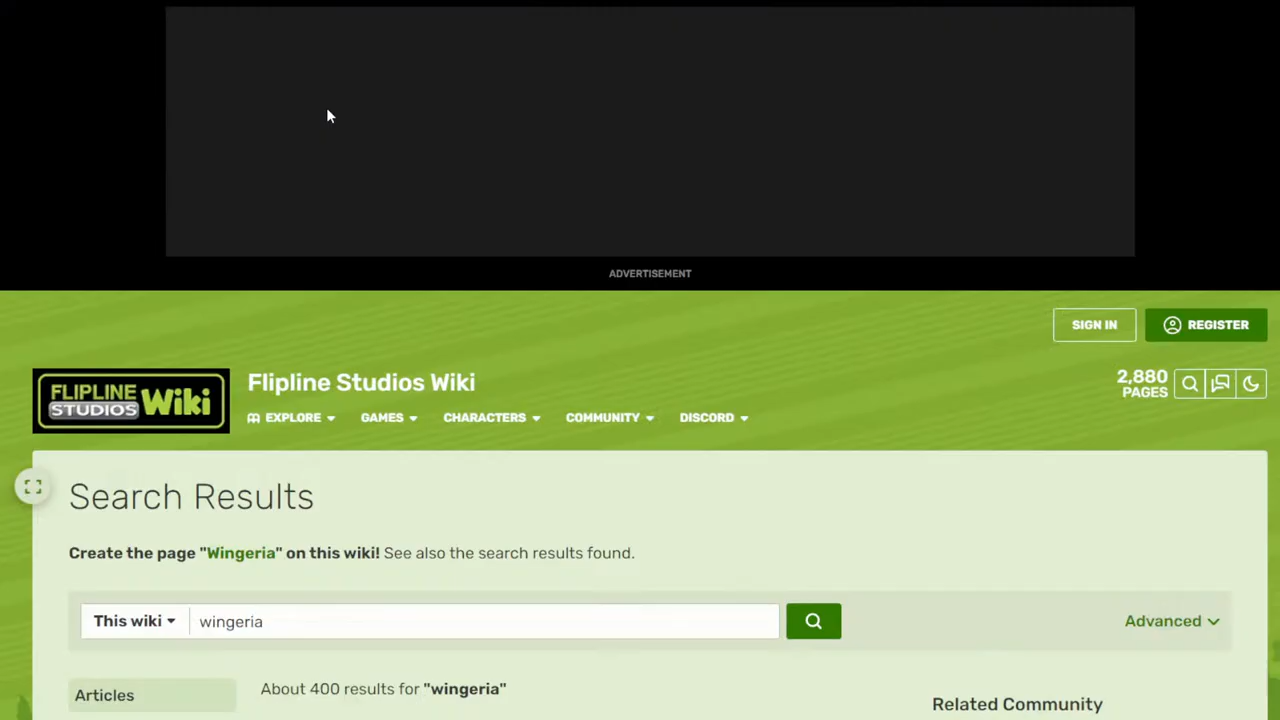 ADVERTISEMENT
SIGN IN
REGISTER
FLIPLINE
STUDIOS Wiki
Flipline Studios Wiki
2,880
PAGES
EXPLORE
GAMES
CHARACTERS
COMMUNITY
DISCORD
Search Results
Create the page "Wingeria" on this wiki! See also the search results found.
This wiki
wingeria
Advanced
Articles
About 400 results for "wingeria"
Related Community